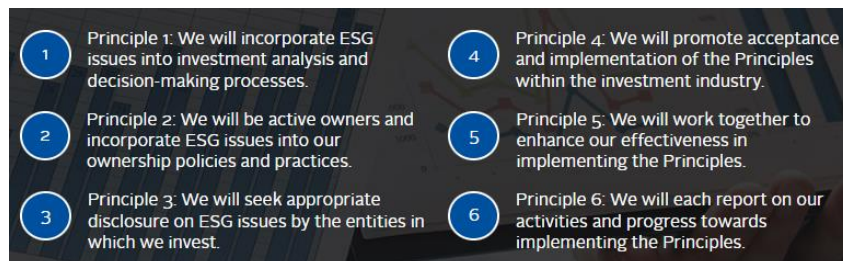 1
Principle 1: We will incorporate ESG
issues into investment analysis and
decision-making processes.
2
Principle 2: We will be active owners and
incorporate ESG issues into our
ownership policies and practices.
3
Principle 3: We will seek appropriate
disclosure on ESG issues by the entities in
which we invest.
4
Principle 4: We will promote acceptance
and implementation of the Principles
within the investment industry.
5
Principle 5: We will work together to
enhance our effectiveness in
implementing the Principles.
6
Principle 6: We will each report on our
activities and progress towards
implementing the Principles.